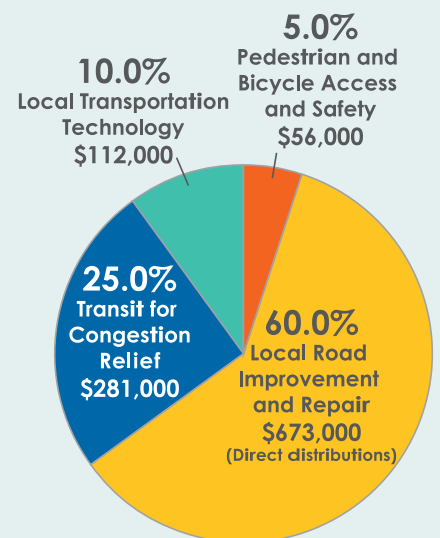 5.0%
Pedestrian and
Bicycle Access
and Safety
$56,000
10.0%
Local Transportation
Technology
$112,000
25.0%
Transit for
Congestion
Relief
$281,000
60.0%
Local Road
Improvement
and Repair
$673,000
(Direct distributions)